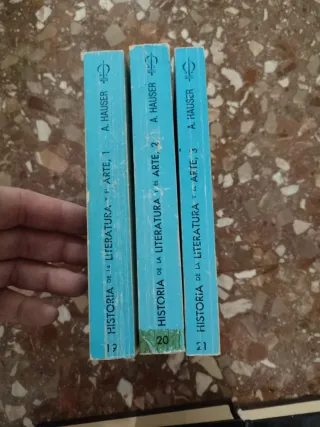 HISTORIA DE LA LITERATURA Y EL ARTE, 1 A. HAUSER
19
HISTORIA DE LA LITERATURA Y EL ARTE, 2 A. HAUSER
20
HISTORIA DE LA LITERATURA Y EL ARTE, 3 A. HAUSER
21